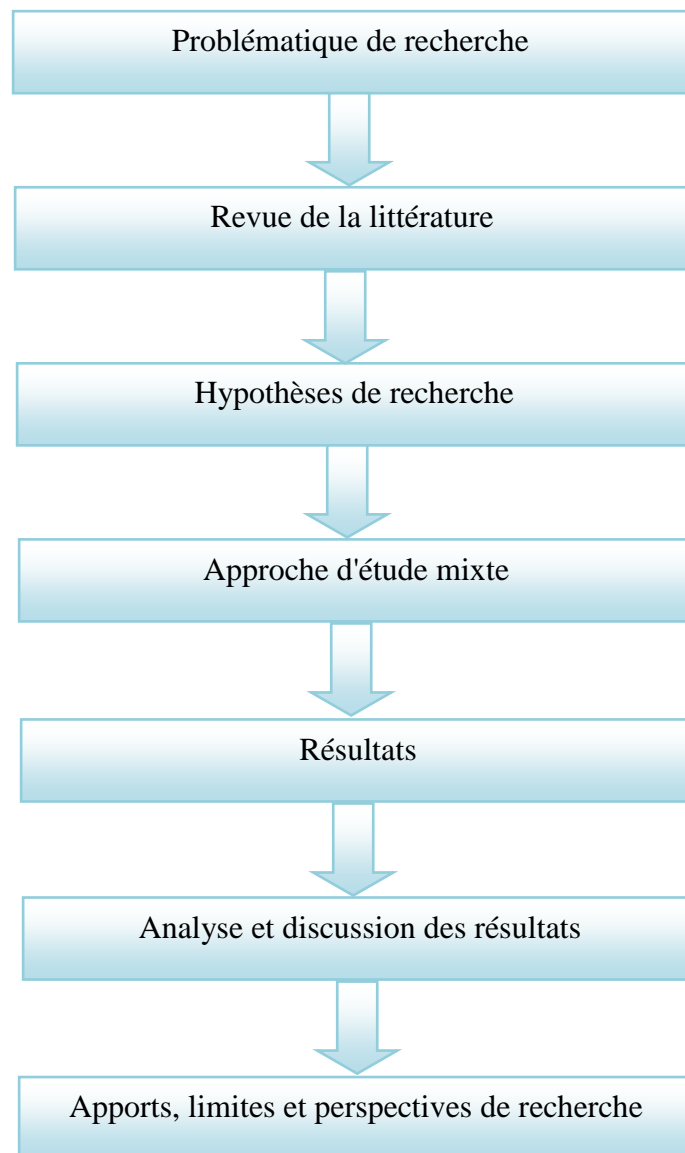 Problématique de recherche
Revue de la littérature
Hypothèses de recherche
Approche d'étude mixte
Résultats
Analyse et discussion des résultats
Apports, limites et perspectives de recherche